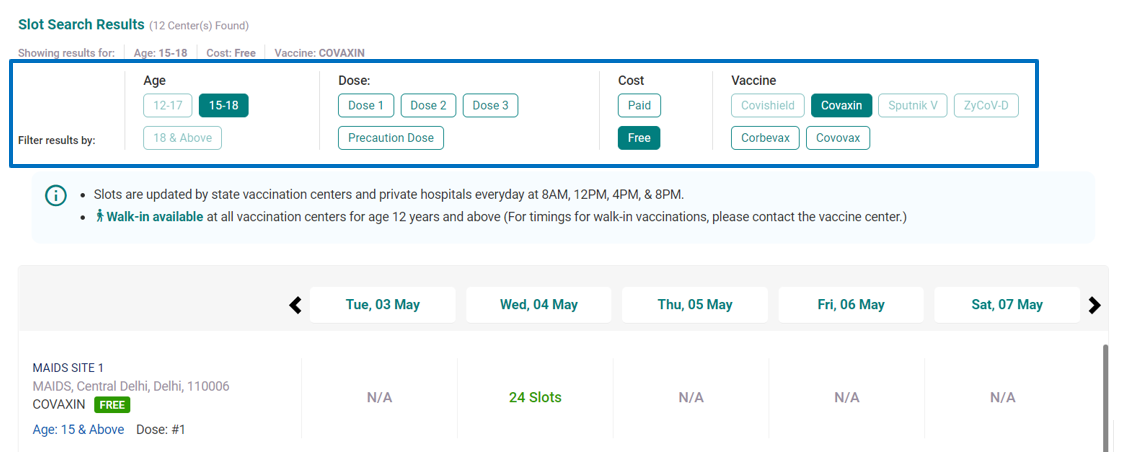 Slot Search Results (12 Center(s) Found)
Showing results for: Age: 15-18 Cost: Free Vaccine: COVAXIN
Age Dose: Cost Vaccine
12-17 15-18 Dose 1 Dose 2 Dose 3 Paid Covishield Covaxin Sputnik V ZyCoV-D
Filter results by: 18 & Above Precaution Dose Free Corbevax Covovax
i
• Slots are updated by state vaccination centers and private hospitals everyday at 8AM, 12PM, 4PM, & 8PM.
• Walk-in available at all vaccination centers for age 12 years and above (For timings for walk-in vaccinations, please contact the vaccine center.)
Tue, 03 May Wed, 04 May Thu, 05 May Fri, 06 May Sat, 07 May
MAIDS SITE 1
MAIDS, Central Delhi, Delhi, 110006
N/A 24 Slots N/A N/A N/A
COVAXIN FREE
Age: 15 & Above Dose: #1